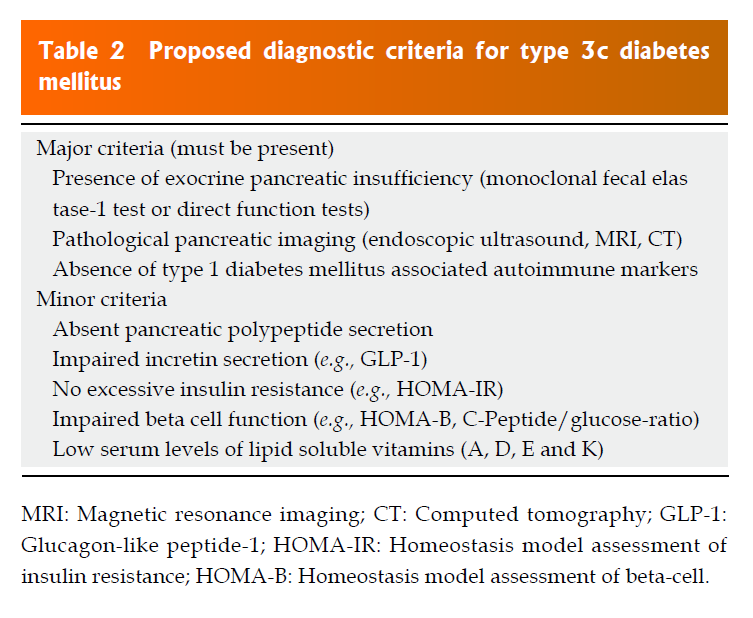 Table 2 Proposed diagnostic criteria for type 3c diabetes
mellitus
Major criteria (must be present)
Presence of exocrine pancreatic insufficiency (monoclonal fecal elas
tase-1 test or direct function tests)
Pathological pancreatic imaging (endoscopic ultrasound, MRI, CT)
Absence of type 1 diabetes mellitus associated autoimmune markers
Minor criteria
Absent pancreatic polypeptide secretion
Impaired incretin secretion (e.g., GLP-1)
No excessive insulin resistance (e.g., HOMA-IR)
Impaired beta cell function (e.g., HOMA-B, C-Peptide/glucose-ratio)
Low serum levels of lipid soluble vitamins (A, D, E and K)
MRI: Magnetic resonance imaging; CT: Computed tomography; GLP-1:
Glucagon-like peptide-1; HOMA-IR: Homeostasis model assessment of
insulin resistance; HOMA-B: Homeostasis model assessment of beta-cell.